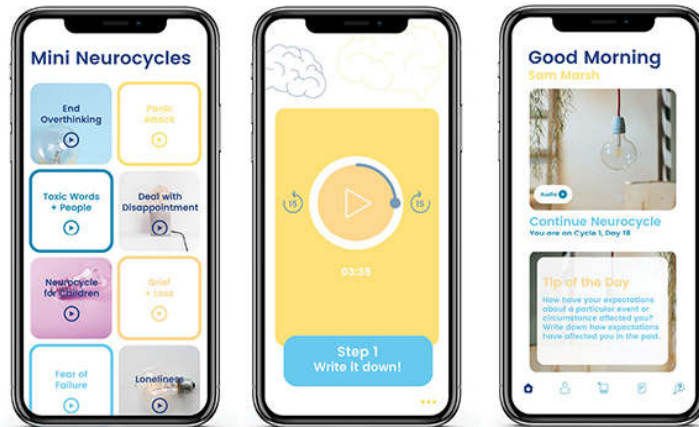 Mini Neurocycles
End
Overthinking
Panic
Attack
Toxic Words
+ People
Deal with
Disappointment
Neurocycle
for Children
Grief
+ Loss
Fear of
Failure
Loneliness
15
15
03:35
Step 1
Write it down!
Good Morning
Sam Marsh
Audio
Continue Neurocycle
You are on Cycle 1, Day 18
Tip of the Day
How have your expectations
about a particular event or
circumstance affected you?
Write down how expectations
have affected you in the past.